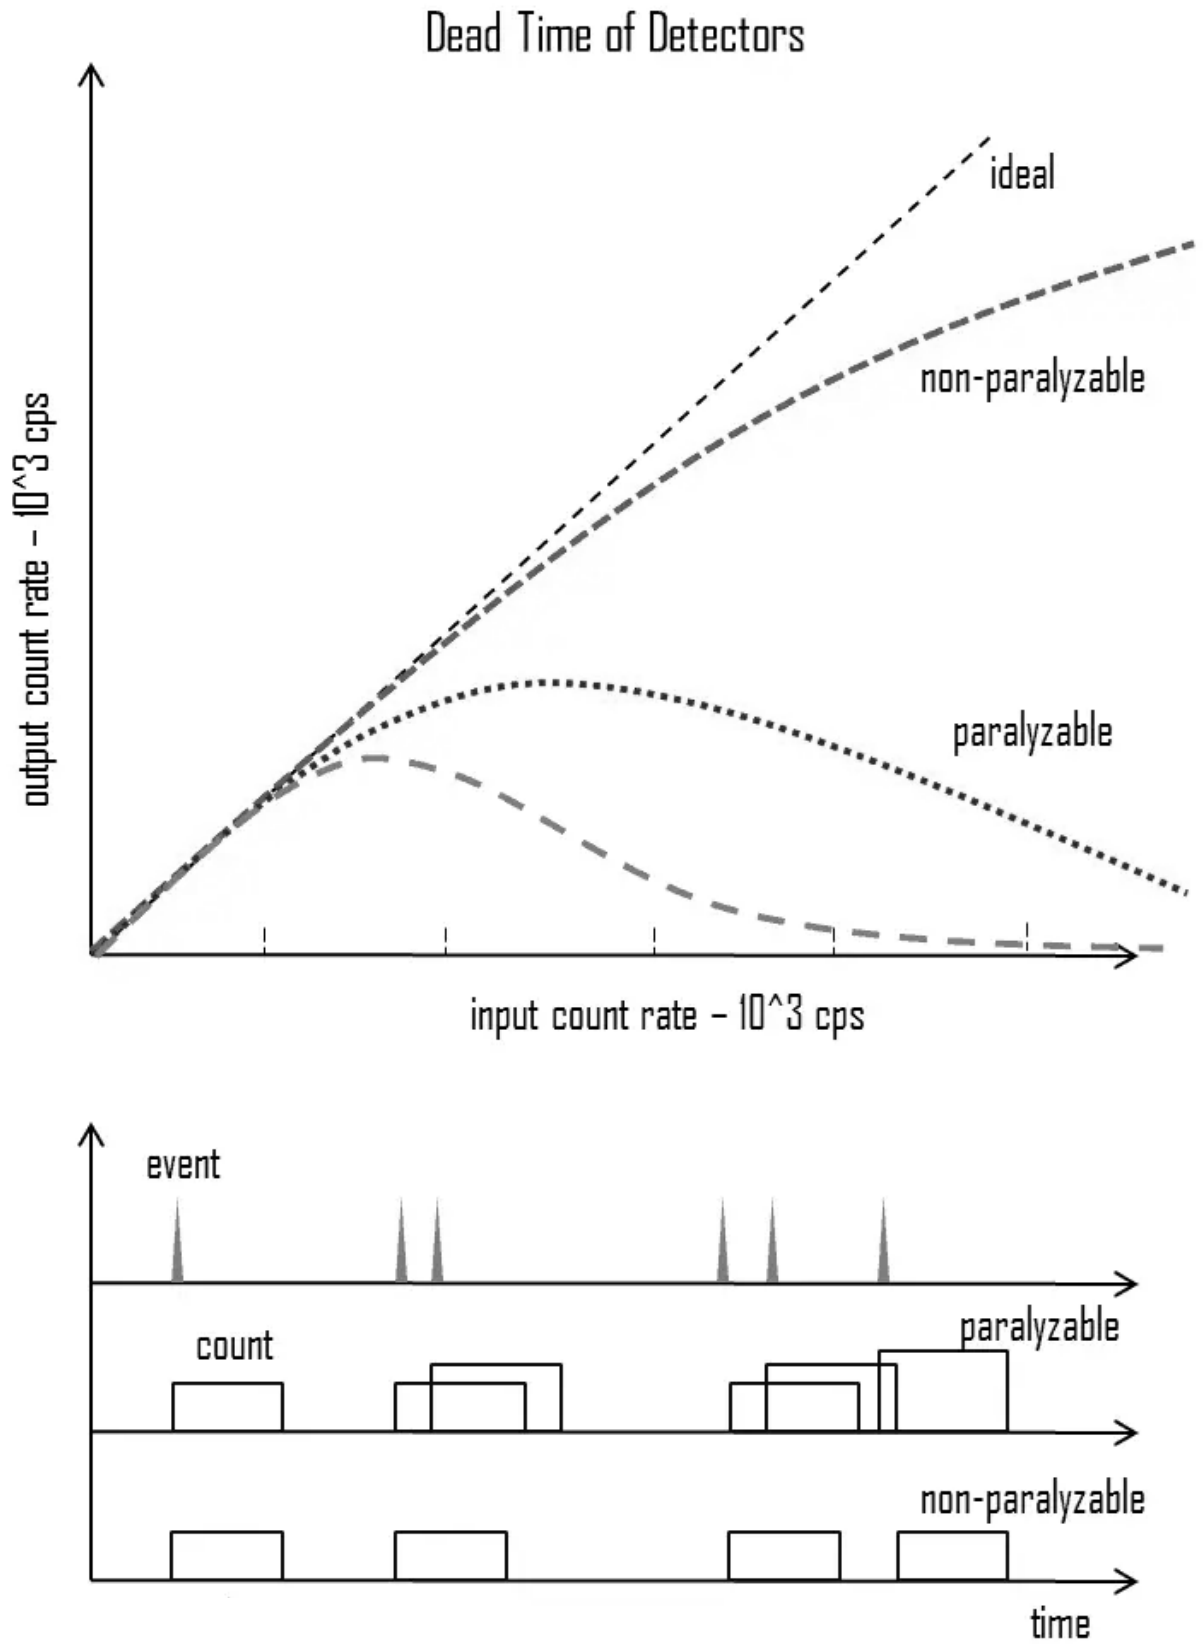 Dead Time of Detectors
ideal
non-paralyzable
output count rate – 10^3 cps
paralyzable
input count rate – 10^3 cps
event
paralyzable
count
non-paralyzable
time